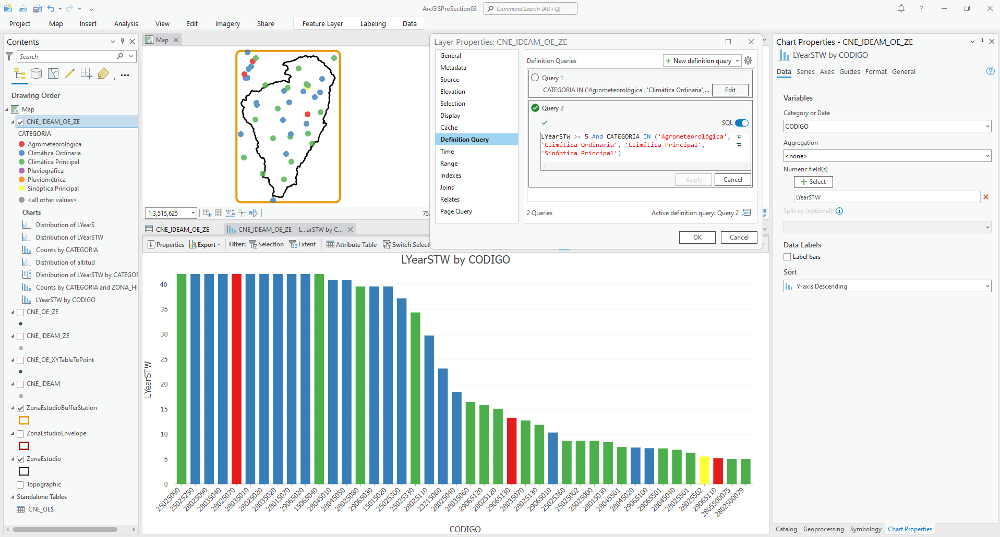 ArcGISProSection03
Command Search (Alt+Q)
?
Project
Map
Insert
Analysis
View
Edit
Imagery
Share
Feature Layer
Labeling
Data
Contents
Search
Drawing Order
Map
CNE_IDEAM_OE_ZE
CATEGORIA
Agrometeorológica
Climática Ordinaria
Climática Principal
Pluviográfica
Pluviométrica
Sinóptica Principal
<all other values>
Charts
Distribution of LYearS
Distribution of LYearSTW
Counts by CATEGORIA
Distribution of altitud
Distribution of LYearSTW by CATEGOR
Counts by CATEGORIA and ZONA_HI
LYearSTW by CODIGO
CNE_OE_ZE
CNE_IDEAM_ZE
CNE_OE_XYTableToPoint
CNE_IDEAM
ZonaEstudioBufferStation
ZonaEstudioEnvelope
ZonaEstudio
Topographic
Standalone Tables
CNE_OE$
Map
1:3,515,625
75.
Layer Properties: CNE_IDEAM_OE_ZE
General
Metadata
Source
Elevation
Selection
Display
Cache
Definition Query
Time
Range
Indexes
Joins
Relates
Page Query
Definition Queries
New definition query
Query 1
CATEGORIA IN ('Agrometeorológica', 'Climática Ordinaria',...
Edit
Query 2
SQL
LYearSTW >= 5 And CATEGORIA IN ('Agrometeorológica',
'Climática Ordinaria', 'Climática Principal',
'Sinóptica Principal')
Apply
Cancel
2 Queries
Active definition query: Query 2
OK
Cancel
CNE_IDEAM_OE_ZE
CNE_IDEAM_OE_ZE - L...arSTW by C...
Properties
Export
Filter:
Selection
Extent
Attribute Table
Switch Select
LYearSTW by CODIGO
LYearSTW
40
35
30
25
20
15
10
5
0
25025090
25025250
28025090
28035040
28025070
28035010
28025020
28035020
28015070
29065020
15065040
28045010
28045050
28025080
29065030
15015020
25025300
25025330
28025110
23215060
28025040
28035060
29065120
28025120
29065130
28035070
28025130
29065010
25025360
25025002
25025000
28015030
28045501
28045020
29065100
29065501
28045040
28025501
28025502
29065110
2805500075
2802500079
CODIGO
Chart Properties - CNE_IDEAM_OE_ZE
LYearSTW by CODIGO
Data
Series
Axes
Guides
Format
General
?
Variables
Category or Date
CODIGO
Aggregation
<none>
Numeric field(s)
Select
LYearSTW
Split by (optional)
Data Labels
Label bars
Sort
Y-axis Descending
Catalog
Geoprocessing
Symbology
Chart Properties